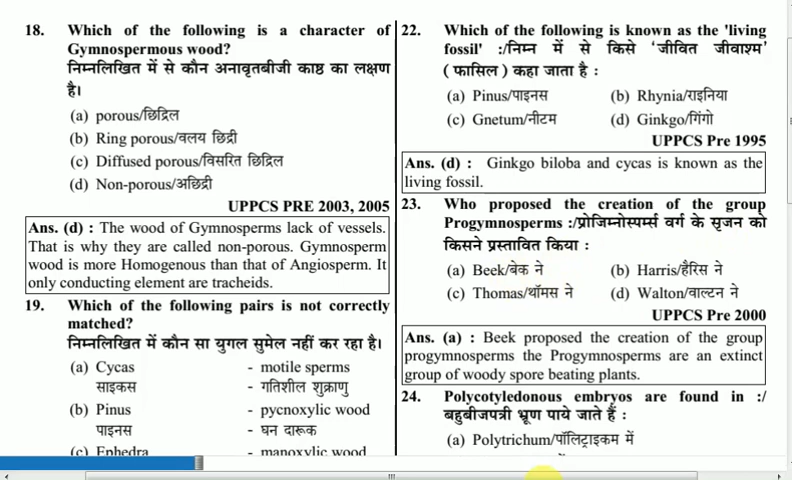 18. Which of the following is a character of
Gymnospermous wood?
निम्नलिखित में से कौन अनावृतबीजी काष्ठ का लक्षण
है।
(a) porous/छिद्रिल
(b) Ring porous/वलय छिद्री
(c) Diffused porous/विसरित छिद्रिल
(d) Non-porous/अछिद्री
UPPCS PRE 2003, 2005
Ans. (d) : The wood of Gymnosperms lack of vessels.
That is why they are called non-porous. Gymnosperm
wood is more Homogenous than that of Angiosperm. It
only conducting element are tracheids.
19. Which of the following pairs is not correctly
matched?
निम्नलिखित में कौन सा युगल सुमेल नहीं कर रहा है।
(a) Cycas - motile sperms
साइकस - गतिशील शुक्राणु
(b) Pinus - pycnoxylic wood
पाइनस - घन दारूक
(c) Ephedra - manoxylic wood
22. Which of the following is known as the 'living
fossil' :/निम्न में से किसे 'जीवित जीवाश्म'
( फासिल ) कहा जाता है :
(a) Pinus/पाइनस (b) Rhynia/राइनिया
(c) Gnetum/नीटम (d) Ginkgo/गिंगो
UPPCS Pre 1995
Ans. (d) : Ginkgo biloba and cycas is known as the
living fossil.
23. Who proposed the creation of the group
Progymnosperms :/प्रोजिम्नोस्पर्म्स वर्ग के सृजन को
किसने प्रस्तावित किया :
(a) Beek/बेक ने (b) Harris/हैरिस ने
(c) Thomas/थॉमस ने (d) Walton/वाल्टन ने
UPPCS Pre 2000
Ans. (a) : Beek proposed the creation of the group
progymnosperms the Progymnosperms are an extinct
group of woody spore beating plants.
24. Polycotyledonous embryos are found in :/
बहुबीजपत्री भ्रूण पाये जाते हैं :
(a) Polytrichum/पॉलिट्राइकम में